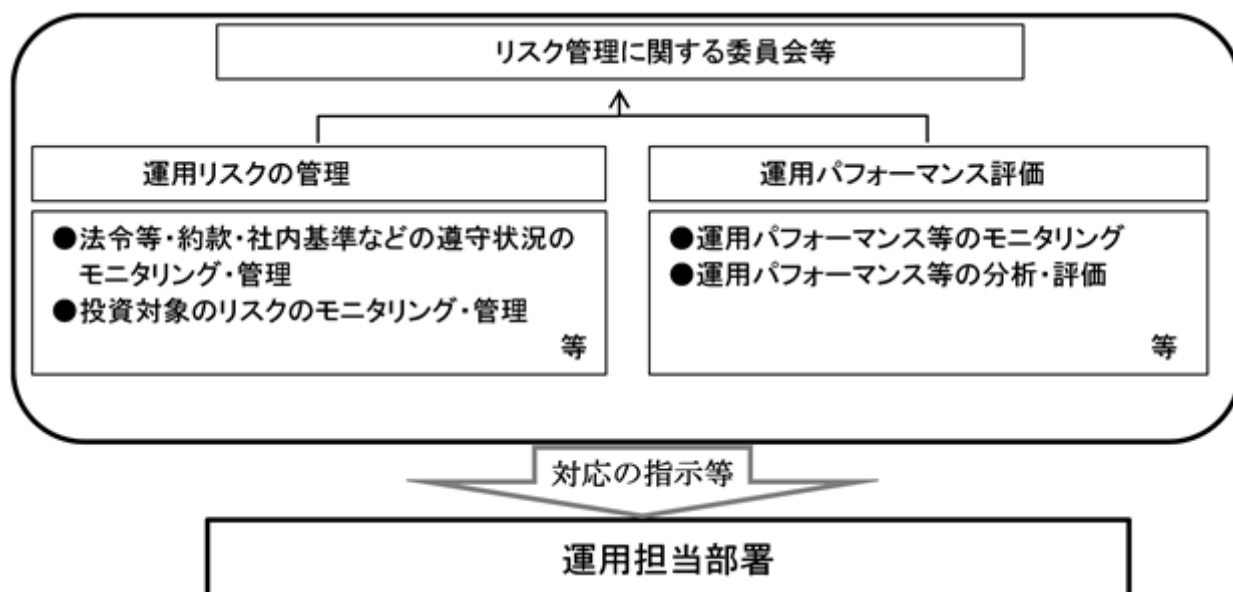 リスク管理に関する委員会等
運用リスクの管理
●法令等・約款・社内基準などの遵守状況の
モニタリング・管理
●投資対象のリスクのモニタリング・管理
等
運用パフォーマンス評価
●運用パフォーマンス等のモニタリング
●運用パフォーマンス等の分析・評価
等
対応の指示等
運用担当部署